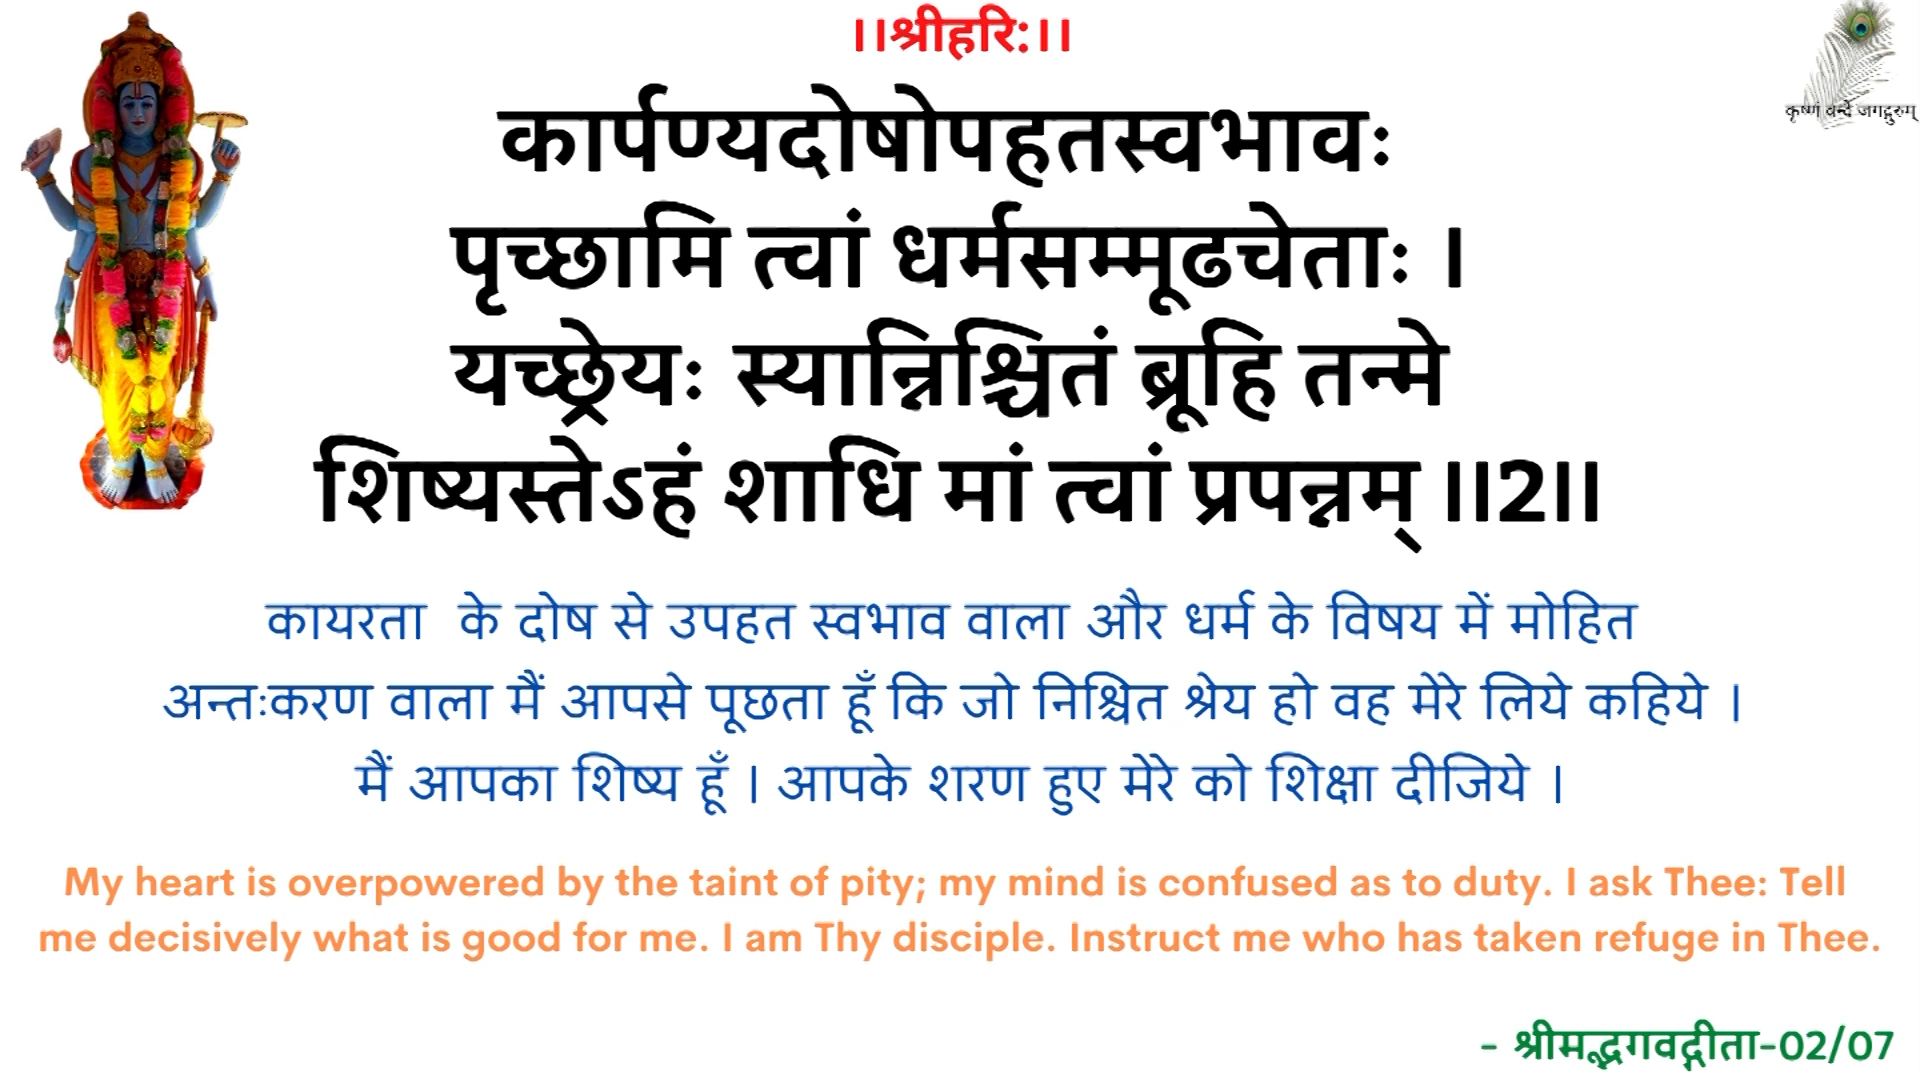 ।।श्रीहरि:।।
कृष्णं वन्दे जगद्गुरुम्
कार्पण्यदोषोपहतस्वभावः
पृच्छामि त्वां धर्मसम्मूढचेताः ।
यच्छ्रेयः स्यान्निश्चितं ब्रूहि तन्मे
शिष्यस्तेऽहं शाधि मां त्वां प्रपन्नम् ।।2।।
कायरता के दोष से उपहत स्वभाव वाला और धर्म के विषय में मोहित
अन्तःकरण वाला मैं आपसे पूछता हूँ कि जो निश्चित श्रेय हो वह मेरे लिये कहिये ।
मैं आपका शिष्य हूँ । आपके शरण हुए मेरे को शिक्षा दीजिये ।
My heart is overpowered by the taint of pity; my mind is confused as to duty. I ask Thee: Tell
me decisively what is good for me. I am Thy disciple. Instruct me who has taken refuge in Thee.
- श्रीमद्भगवद्गीता-02/07